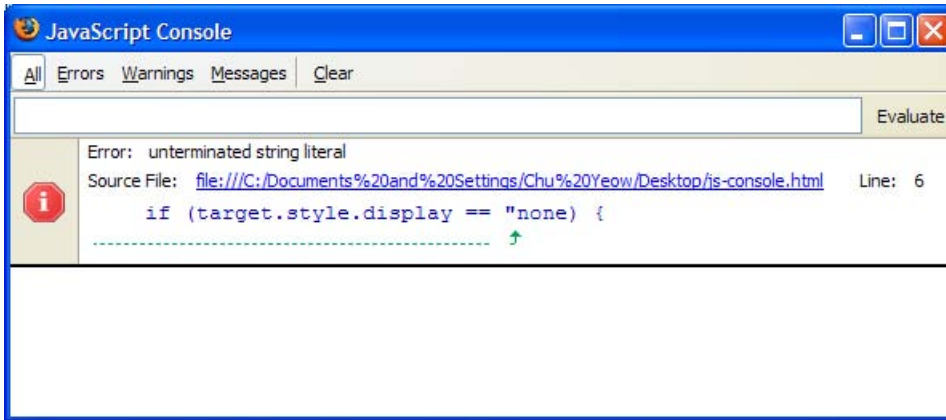 JavaScript Console
All Errors Warnings Messages Clear
Evaluate
Error: unterminated string literal
Source File: file:///C:/Documents%20and%20Settings/Chu%20Yeow/Desktop/js-console.html Line: 6
if (target.style.display == "none) {